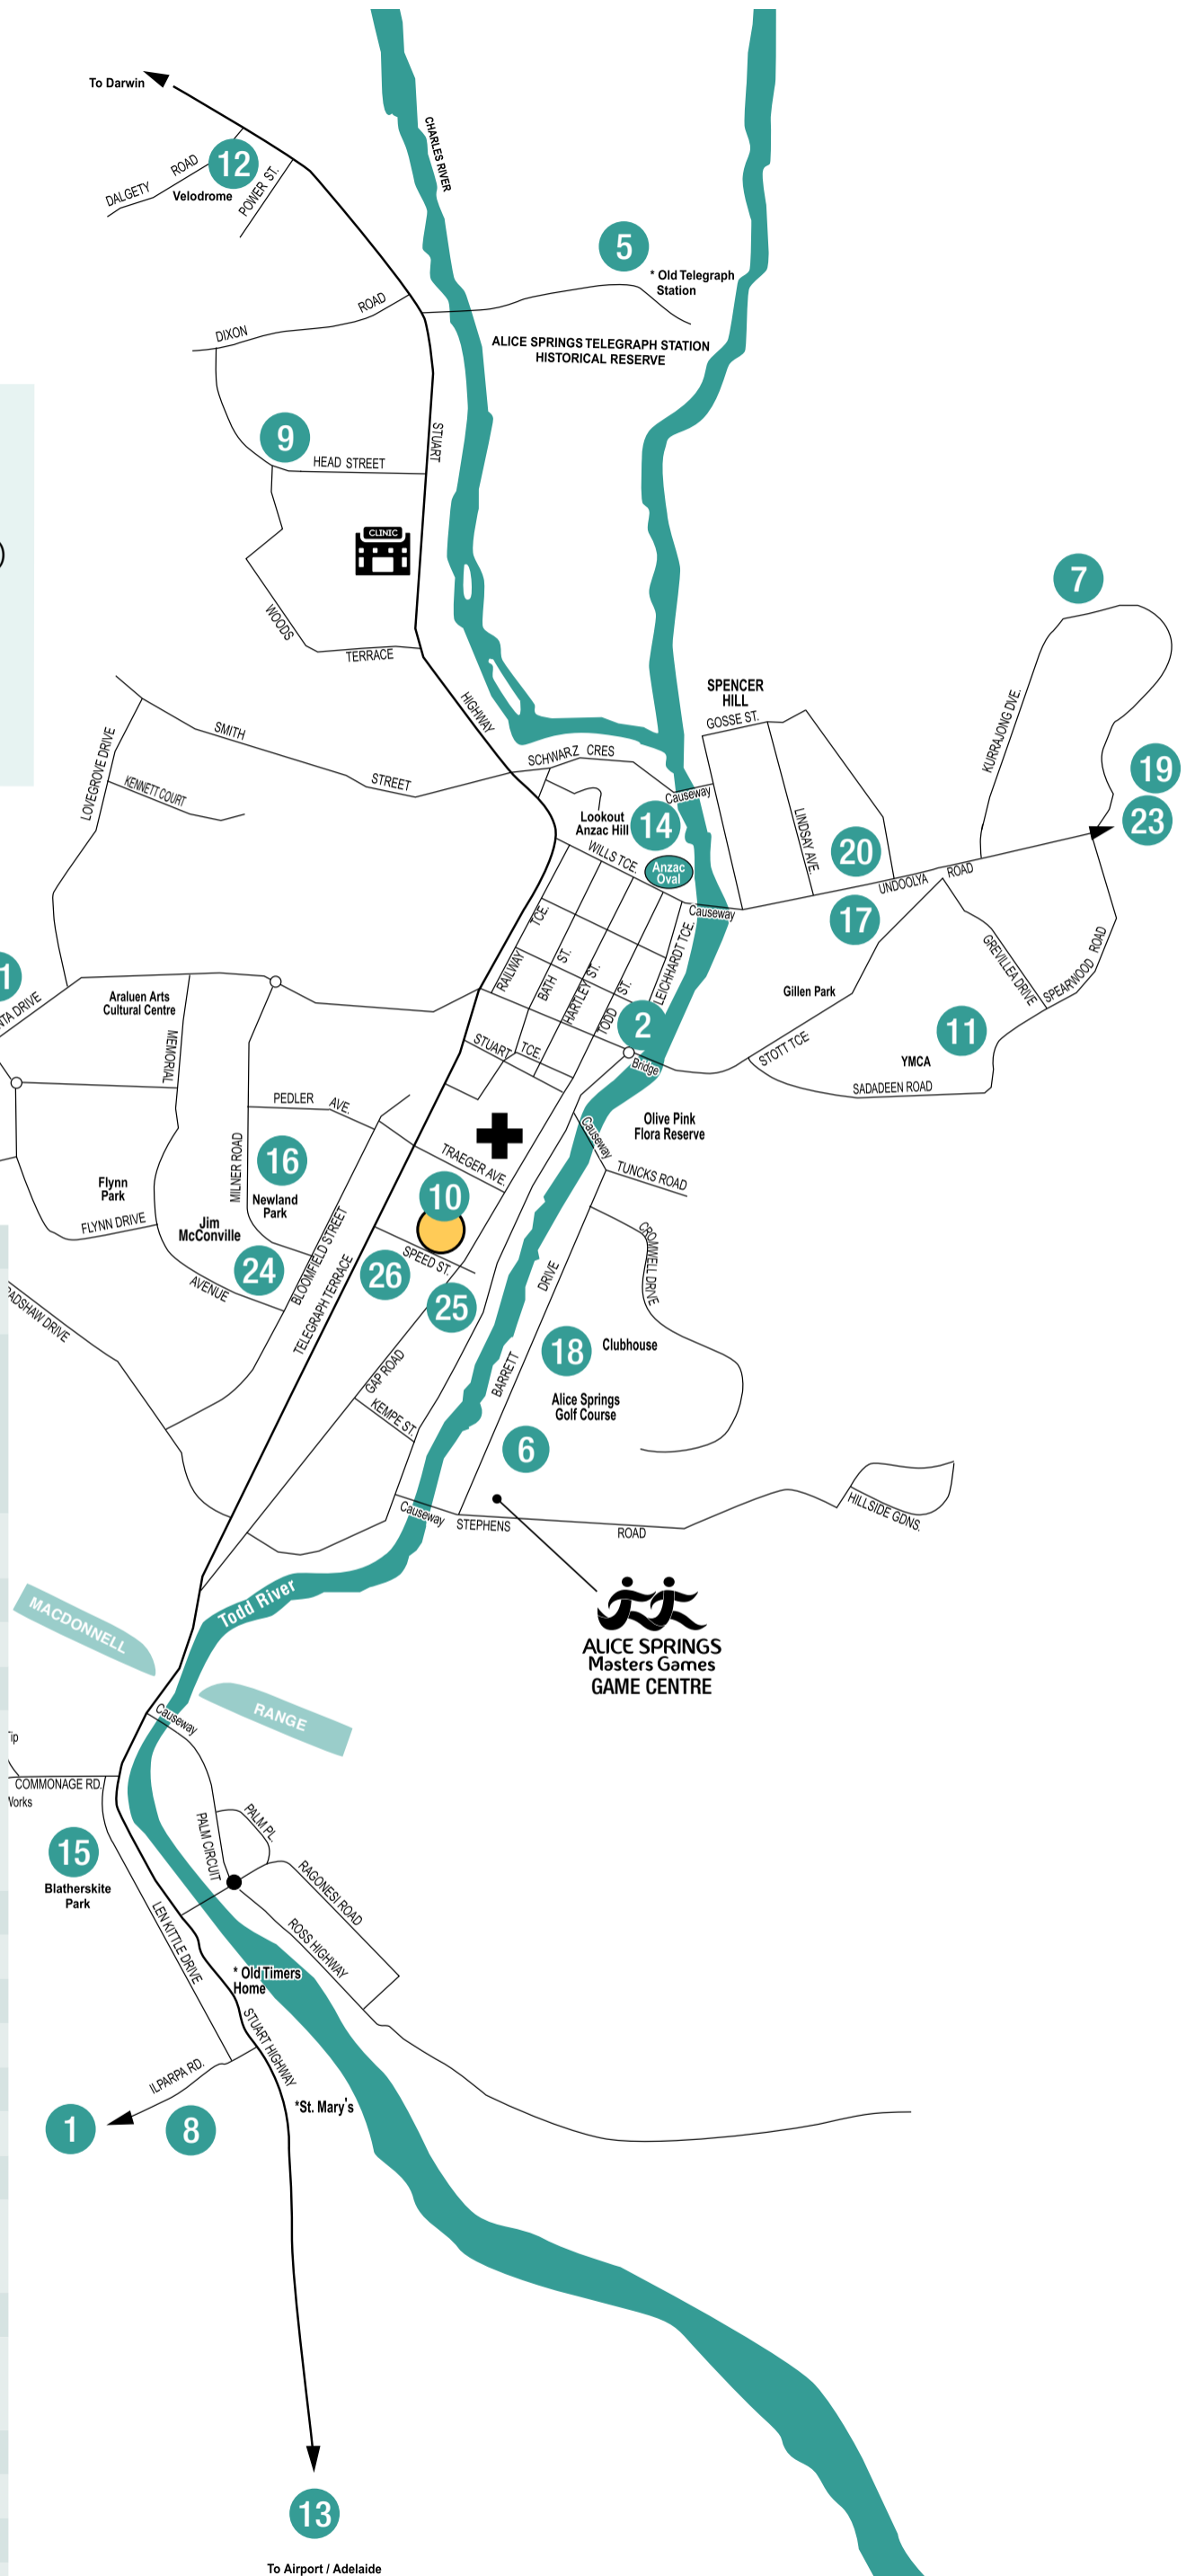 To Darwin
CHARLES RIVER
12
DALGETY ROAD
Velodrome
POWER ST.
5
* Old Telegraph
Station
DIXON ROAD
ALICE SPRINGS TELEGRAPH STATION
HISTORICAL RESERVE
9
HEAD STREET
STUART
CLINIC
7
WOODS
TERRACE
SPENCER
HILL
GOSSE ST.
HIGHWAY
KURRAJONG DVE.
SMITH
STREET
LOVEGROVE DRIVE
KENNETT COURT
SCHWARZ CRES
Causeway
19
23
Lookout
Anzac Hill
14
LINDSAY AVE.
20
WILLS TCE.
Anzac
Oval
UNDOOLYA ROAD
Causeway
17
RAILWAY TCE.
BATH ST.
HARTLEY ST.
TODD ST.
LEICHHARDT TCE.
GREVILLEA DRIVE
SPEARWOOD ROAD
1
NTA DRIVE
Araluen Arts
Cultural Centre
Gillen Park
2
11
MEMORIAL
STUART TCE.
Bridge
STOTT TCE
YMCA
SADADEEN ROAD
PEDLER AVE.
Olive Pink
Flora Reserve
Causeway
MILNER ROAD
16
TRAEGER AVE.
TUNCKS ROAD
Flynn
Park
Newland
Park
10
FLYNN DRIVE
Jim
McConville
BLOOMFIELD STREET
CROMWELL DRIVE
24
SPEED ST.
26
AVENUE
TELEGRAPH TERRACE
25
DRIVE
ADSHAW DRIVE
18
Clubhouse
GAP ROAD
BARRETT
Alice Springs
Golf Course
KEMPE ST.
6
Causeway
STEPHENS
ROAD
HILLSIDE GDNS.
Todd River
MACDONNELL
ALICE SPRINGS
Masters Games
GAME CENTRE
RANGE
Causeway
Tip
COMMONAGE RD.
Works
PALM CIRCUIT
PALM PL.
15
Blatherskite
Park
RAGONESI ROAD
LEN KITTLE DRIVE
ROSS HIGHWAY
* Old Timers
Home
STUART HIGHWAY
ILPARPA RD.
*St. Mary's
1
8
13
To Airport / Adelaide